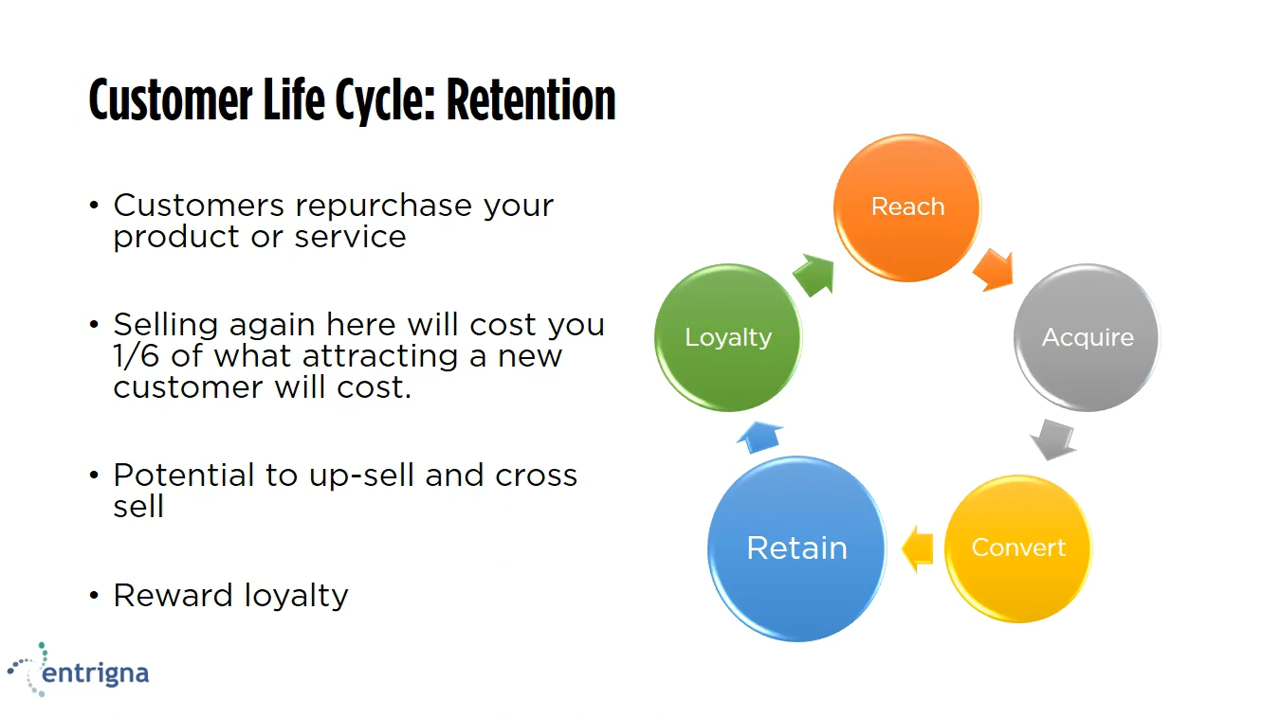 Customer Life Cycle: Retention
• Customers repurchase your
product or service
• Selling again here will cost you
1/6 of what attracting a new
customer will cost.
• Potential to up-sell and cross
sell
• Reward loyalty
Reach
Acquire
Convert
Retain
Loyalty
entrigna